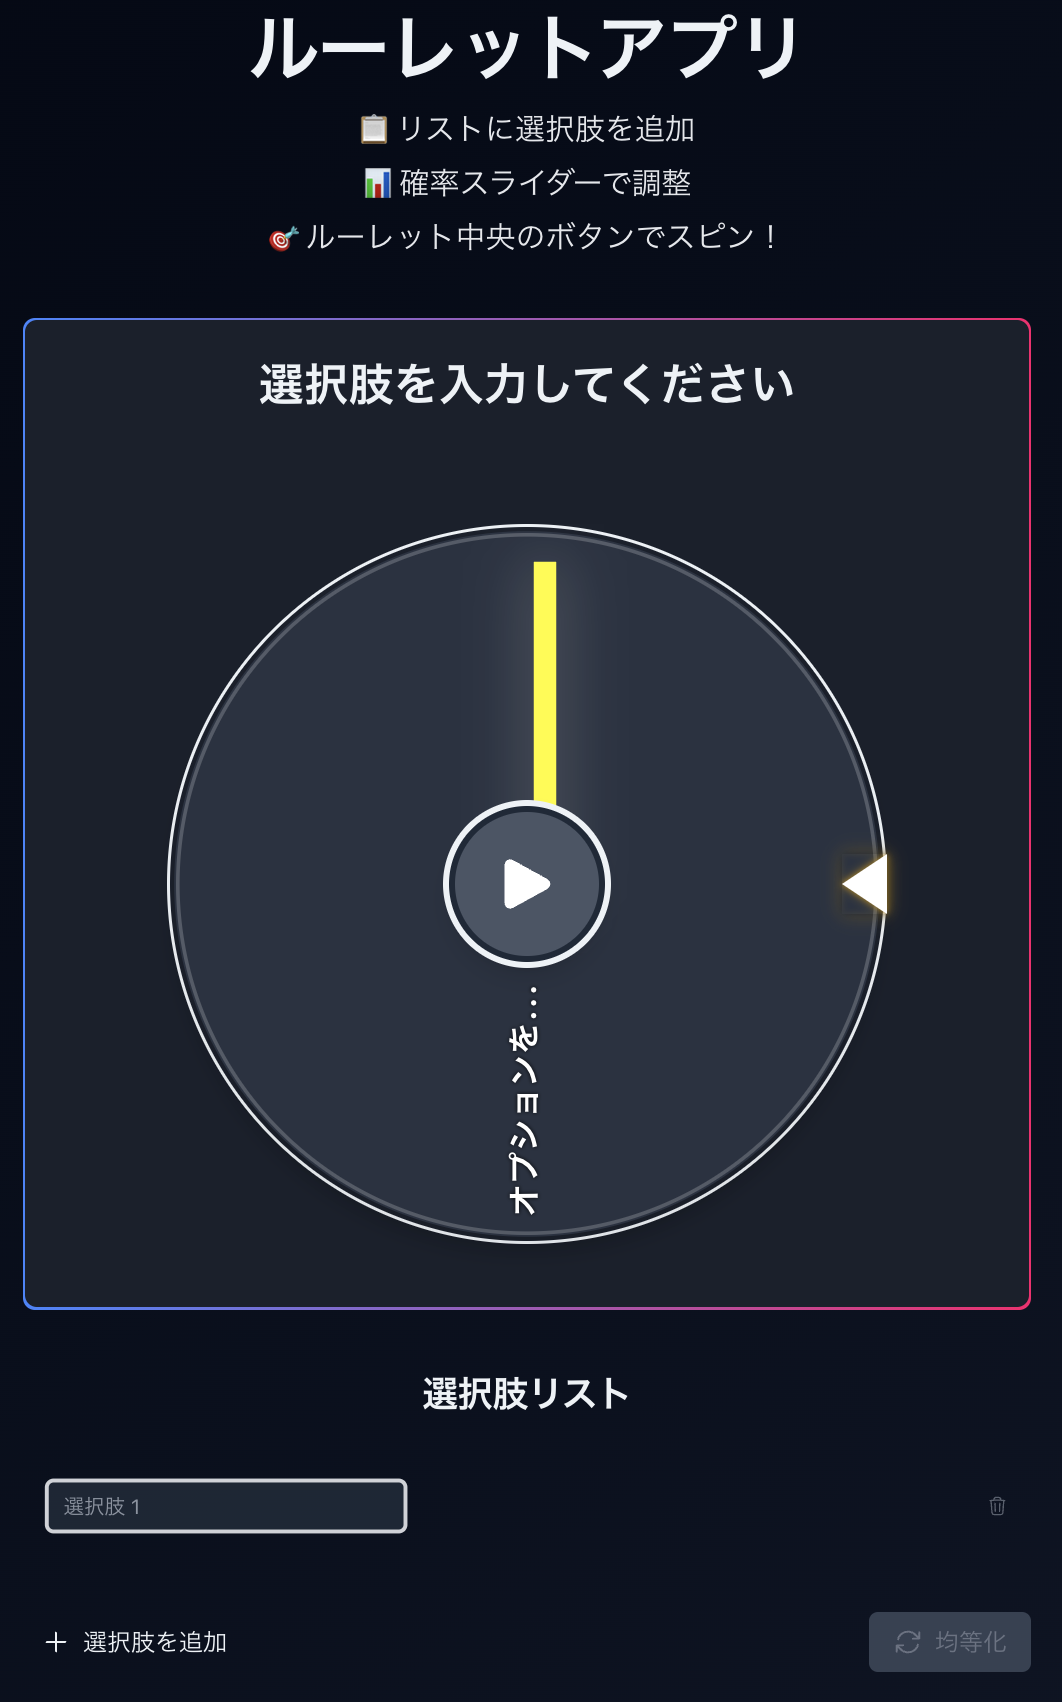 ルーレットアプリ
📋 リストに選択肢を追加
📊 確率スライダーで調整
🎯 ルーレット中央のボタンでスピン！
選択肢を入力してください
オプションを…
選択肢リスト
選択肢 1
選択肢を追加
均等化